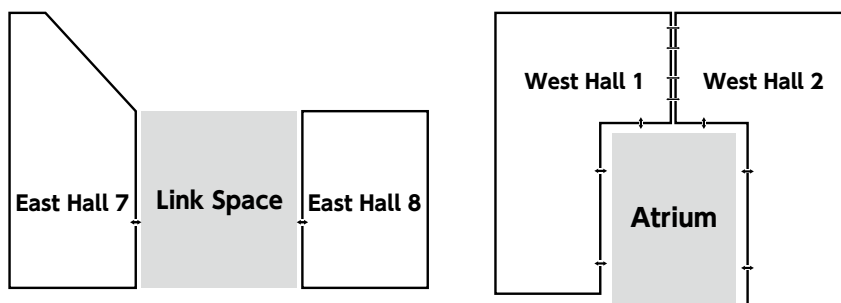 West Hall 1
West Hall 2
East Hall 7
Link Space
East Hall 8
Atrium